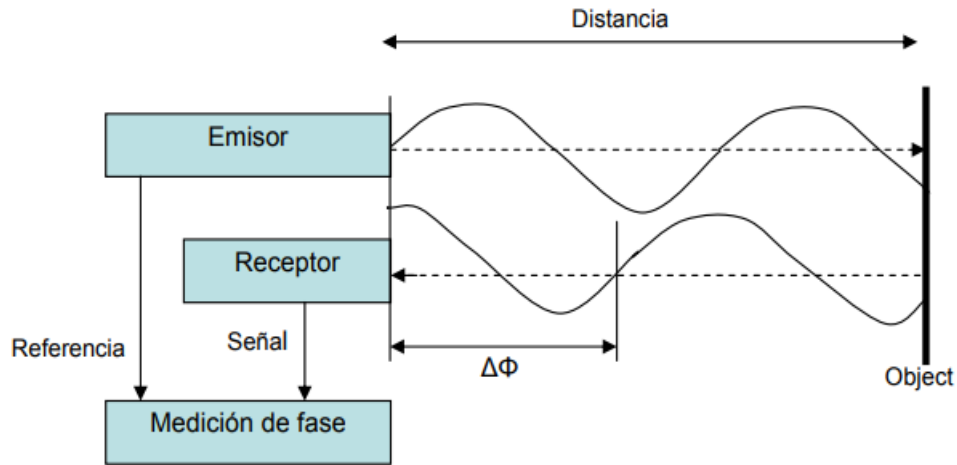 Distancia
Emisor
Receptor
Referencia
Señal
ΔΦ
Object
Medición de fase